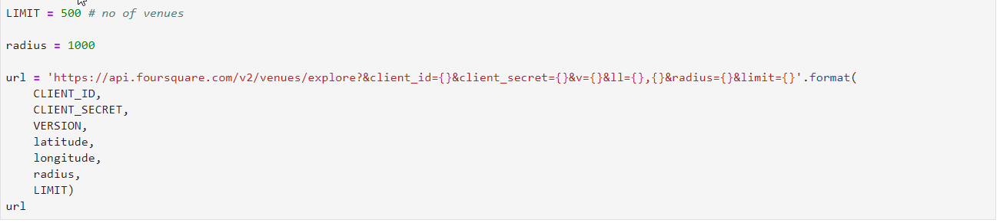 LIMIT = 500 # no of venues
radius = 1000
url = 'https://api.foursquare.com/v2/venues/explore?&client_id={}&client_secret={}&v={}&ll={},{}&radius={}&limit={}'.format(
CLIENT_ID,
CLIENT_SECRET,
VERSION,
latitude,
longitude,
radius,
LIMIT)
url